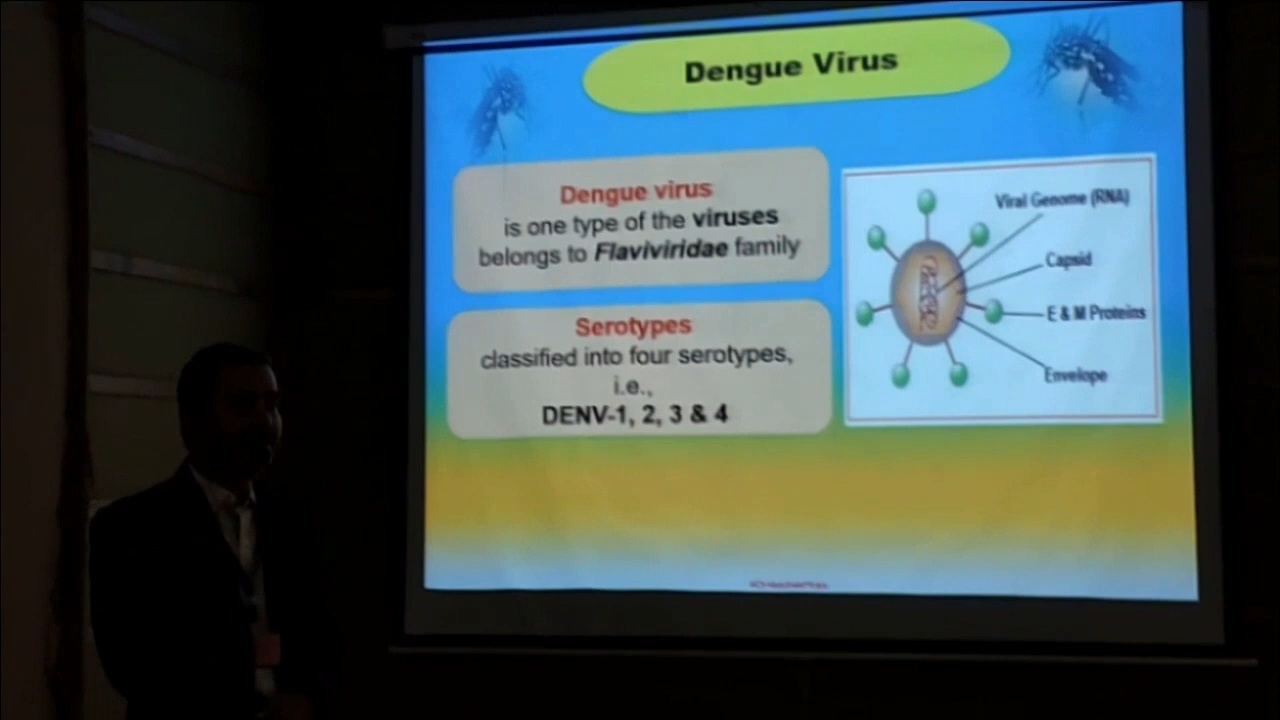 Dengue Virus
Dengue virus
is one type of the viruses
belongs to Flaviviridae family
Serotypes
classified into four serotypes,
i.e.,
DENV-1, 2, 3 & 4
Viral Genome (RNA)
Capsid
E & M Proteins
Envelope